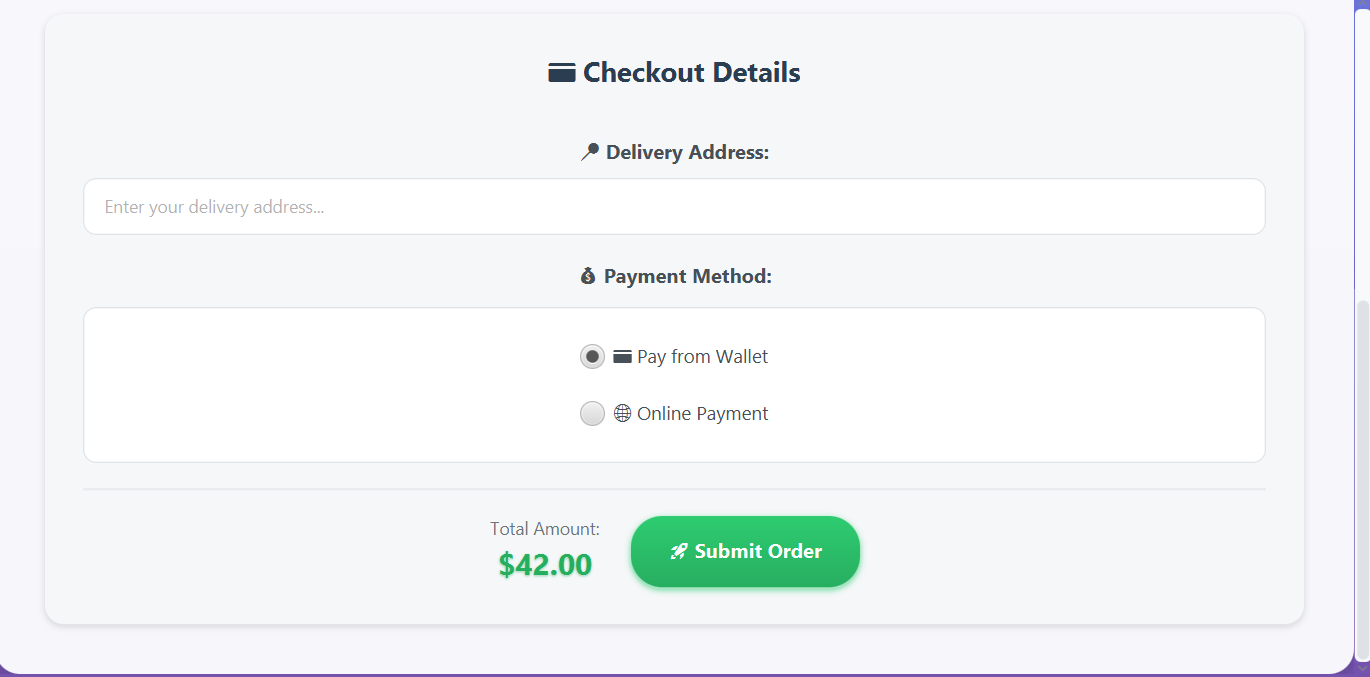 Checkout Details
Delivery Address:
Enter your delivery address...
Payment Method:
Pay from Wallet
Online Payment
Total Amount:
$42.00
Submit Order